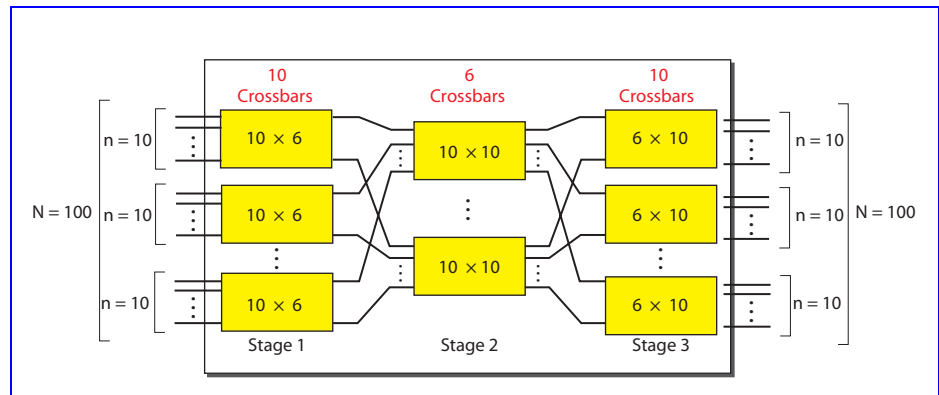 10
Crossbars
6
Crossbars
10
Crossbars
n = 10
10 × 6
10 × 10
6 × 10
n = 10
N = 100
n = 10
10 × 6
6 × 10
n = 10
N = 100
10 × 10
n = 10
10 × 6
6 × 10
n = 10
Stage 1
Stage 2
Stage 3